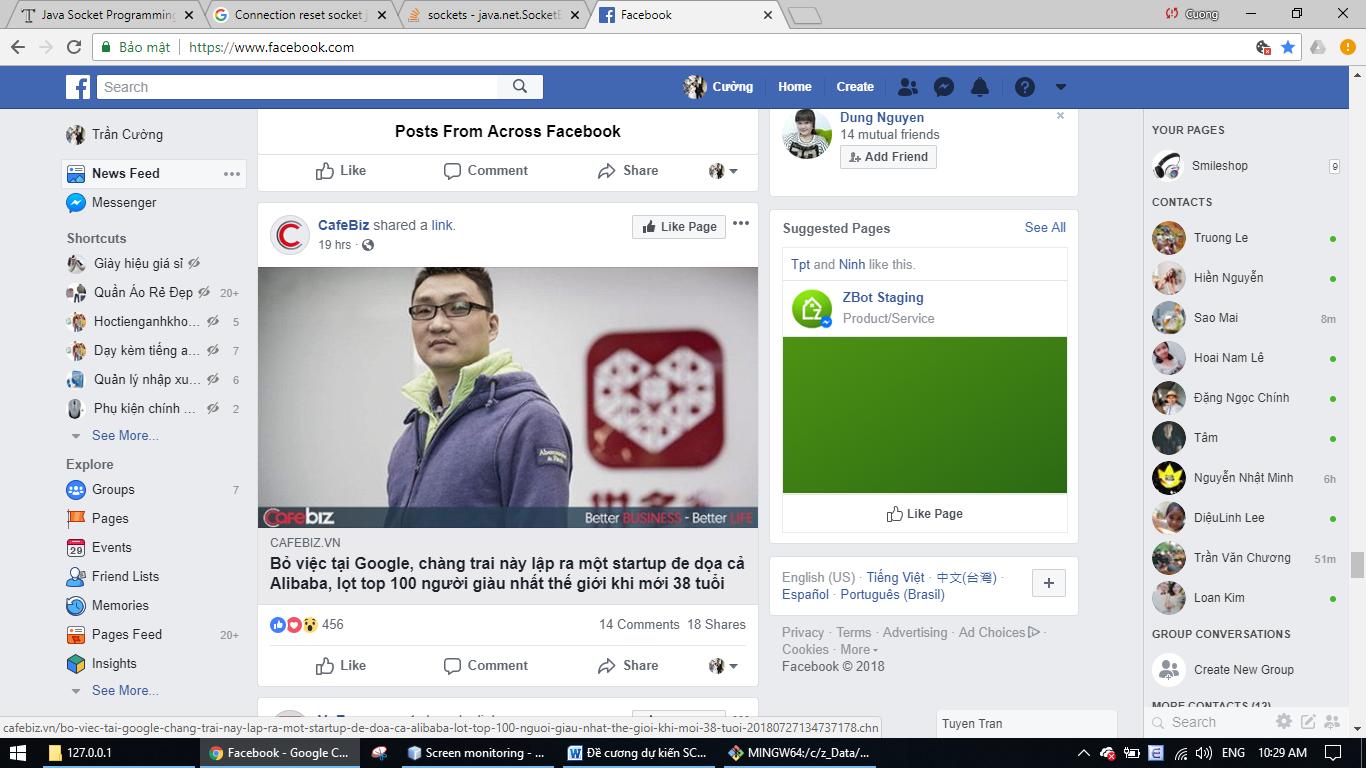 Java Socket Programming
Connection reset socket j
sockets - java.net.SocketE
Facebook
Cuong
Bảo mật
https://www.facebook.com
Search
Cường
Home
Create
Trần Cường
News Feed
Messenger
Shortcuts
Giày hiệu giá sỉ
Quần Áo Rẻ Đẹp 20+
Hoctienganhkho... 5
Dạy kèm tiếng a... 7
Quản lý nhập xu... 6
Phụ kiện chính ... 2
See More...
Explore
Groups 7
Pages
Events
Friend Lists
Memories
Pages Feed 20+
Insights
See More...
Posts From Across Facebook
Like Comment Share
CafeBiz shared a link.
19 hrs ·
Like Page
Abercrombie
& Fitch
Cafebiz
Better BUSINESS - Better LIFE
CAFEBIZ.VN
Bỏ việc tại Google, chàng trai này lập ra một startup đe dọa cả
Alibaba, lọt top 100 người giàu nhất thế giới khi mới 38 tuổi
456 14 Comments 18 Shares
Like Comment Share
Dung Nguyen
14 mutual friends
Add Friend
Suggested Pages See All
Tpt and Ninh like this.
ZBot Staging
Product/Service
Like Page
English (US) · Tiếng Việt · 中文(台灣) ·
Español · Português (Brasil)
Privacy · Terms · Advertising · Ad Choices ·
Cookies · More
Facebook © 2018
YOUR PAGES
Smileshop 9
CONTACTS
Truong Le
Hiền Nguyễn
Sao Mai 8m
Hoai Nam Lê
Đặng Ngọc Chính
Tâm
Nguyễn Nhật Minh 6h
DiệuLinh Lee
Trần Văn Chương 51m
Loan Kim
GROUP CONVERSATIONS
Create New Group
MORE CONTACTS (13)
Search
Tuyen Tran
cafebiz.vn/bo-viec-tai-google-chang-trai-nay-lap-ra-mot-startup-de-doa-ca-alibaba-lot-top-100-nguoi-giau-nhat-the-gioi-khi-moi-38-tuoi-20180727134737178.chn
127.0.0.1
Facebook - Google C...
Screen monitoring - ...
Đề cương dự kiến SC...
MINGW64:/c/z_Data/...
ENG
10:29 AM